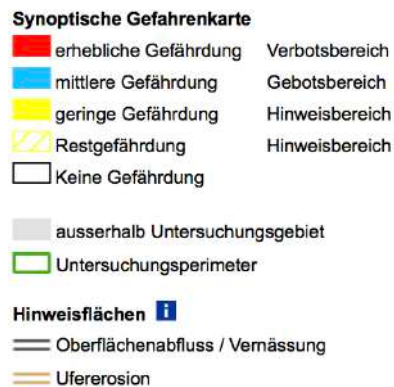 Synoptische Gefahrenkarte
erhebliche Gefährdung Verbotsbereich
mittlere Gefährdung Gebotsbereich
geringe Gefährdung Hinweisbereich
Restgefährdung Hinweisbereich
Keine Gefährdung
ausserhalb Untersuchungsgebiet
Untersuchungsperimeter
Hinweisflächen i
Oberflächenabfluss / Vernässung
Ufererosion